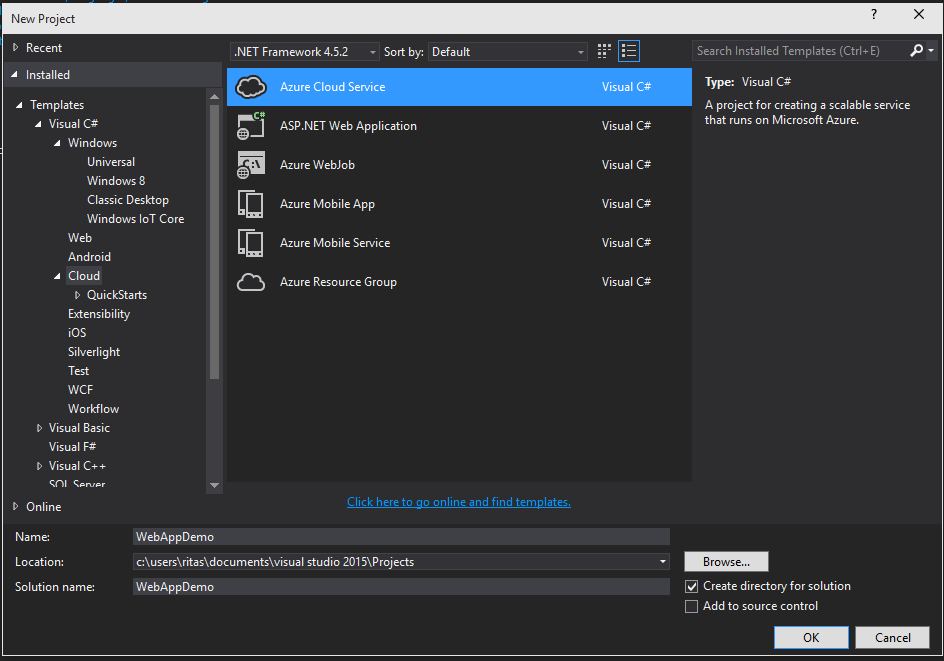 New Project
?
Recent
.NET Framework 4.5.2
Sort by:
Default
Search Installed Templates (Ctrl+E)
Installed
Templates
Visual C#
Windows
Universal
Windows 8
Classic Desktop
Windows IoT Core
Web
Android
Cloud
QuickStarts
Extensibility
iOS
Silverlight
Test
WCF
Workflow
Visual Basic
Visual F#
Visual C++
SQL Server
Online
Azure Cloud Service Visual C#
C# ASP.NET Web Application Visual C#
C:\ Azure WebJob Visual C#
Azure Mobile App Visual C#
Azure Mobile Service Visual C#
Azure Resource Group Visual C#
Click here to go online and find templates.
Type: Visual C#
A project for creating a scalable service
that runs on Microsoft Azure.
Name: WebAppDemo
Location: c:\users\ritas\documents\visual studio 2015\Projects
Browse...
Solution name: WebAppDemo
Create directory for solution
Add to source control
OK
Cancel